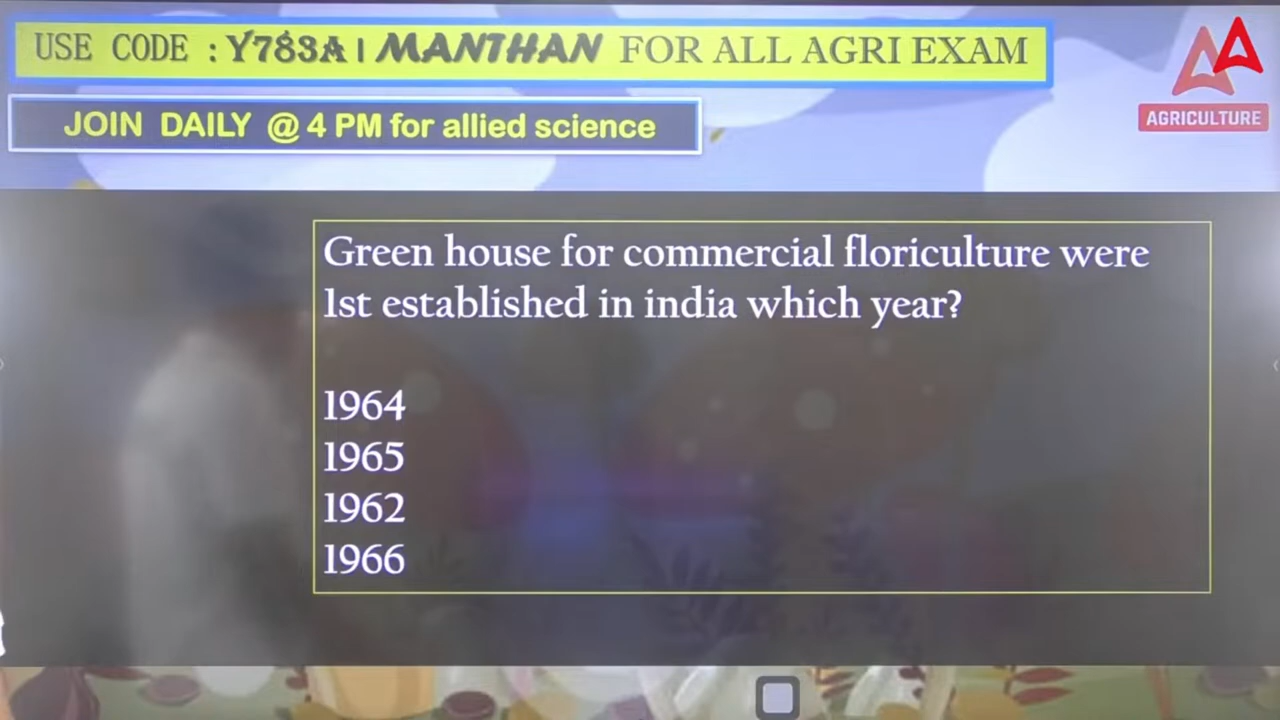 USE CODE : Y783A | MANTHAN FOR ALL AGRI EXAM
JOIN DAILY @ 4 PM for allied science
AGRICULTURE
Green house for commercial floriculture were
1st established in india which year?
1964
1965
1962
1966